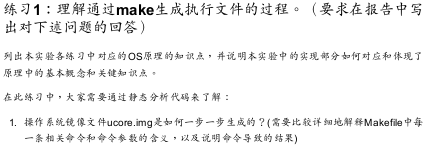 练习1：理解通过make生成执行文件的过程。（要求在报告中写
出对下述问题的回答）
列出本实验各练习中对应的OS原理的知识点，并说明本实验中的实现部分如何对应和体现了
原理中的基本概念和关键知识点。
在此练习中，大家需要通过静态分析代码来了解：
1. 操作系统镜像文件ucore.img是如何一步一步生成的？(需要比较详细地解释Makefile中每
一条相关命令和命令参数的含义，以及说明命令导致的结果)